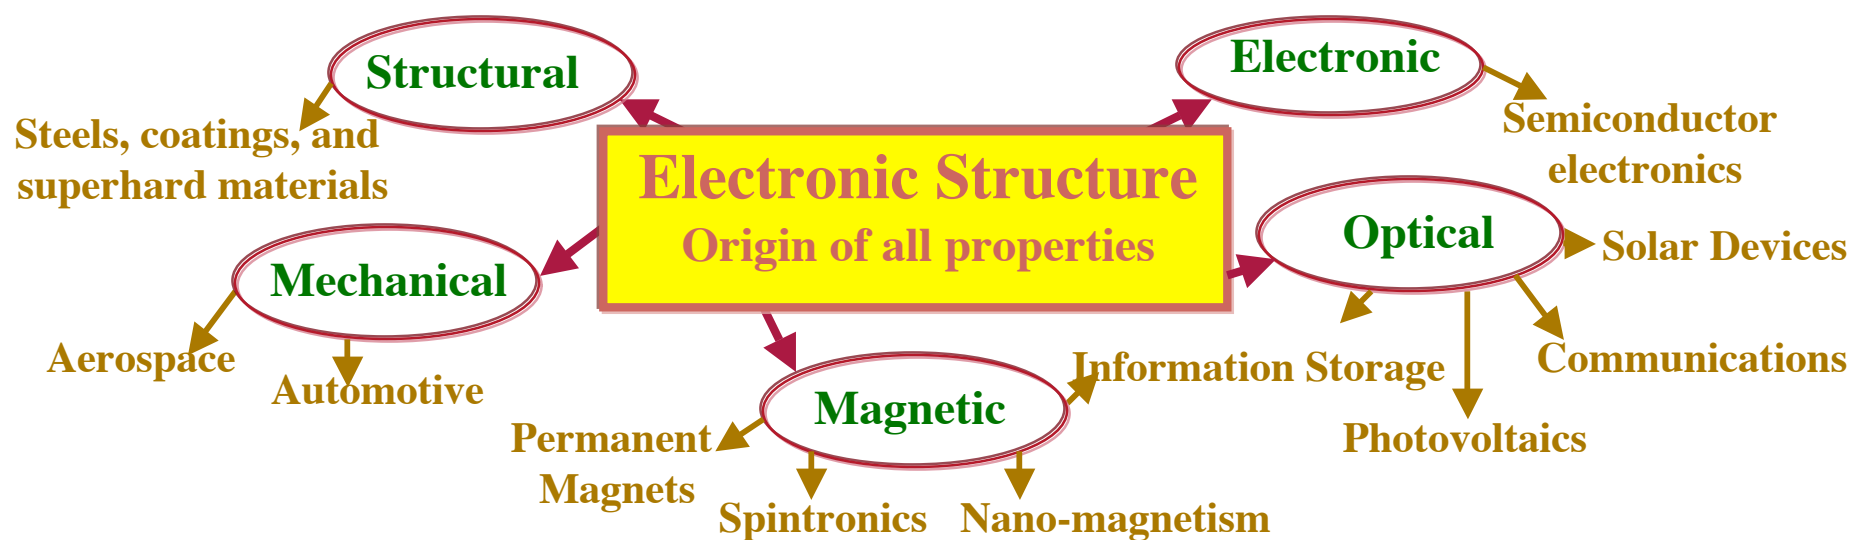 Structural
Electronic
Steels, coatings, and
superhard materials
Semiconductor
electronics
Electronic Structure
Origin of all properties
Optical
Solar Devices
Mechanical
Aerospace
Automotive
Information Storage
Communications
Magnetic
Permanent
Magnets
Photovoltaics
Spintronics
Nano-magnetism